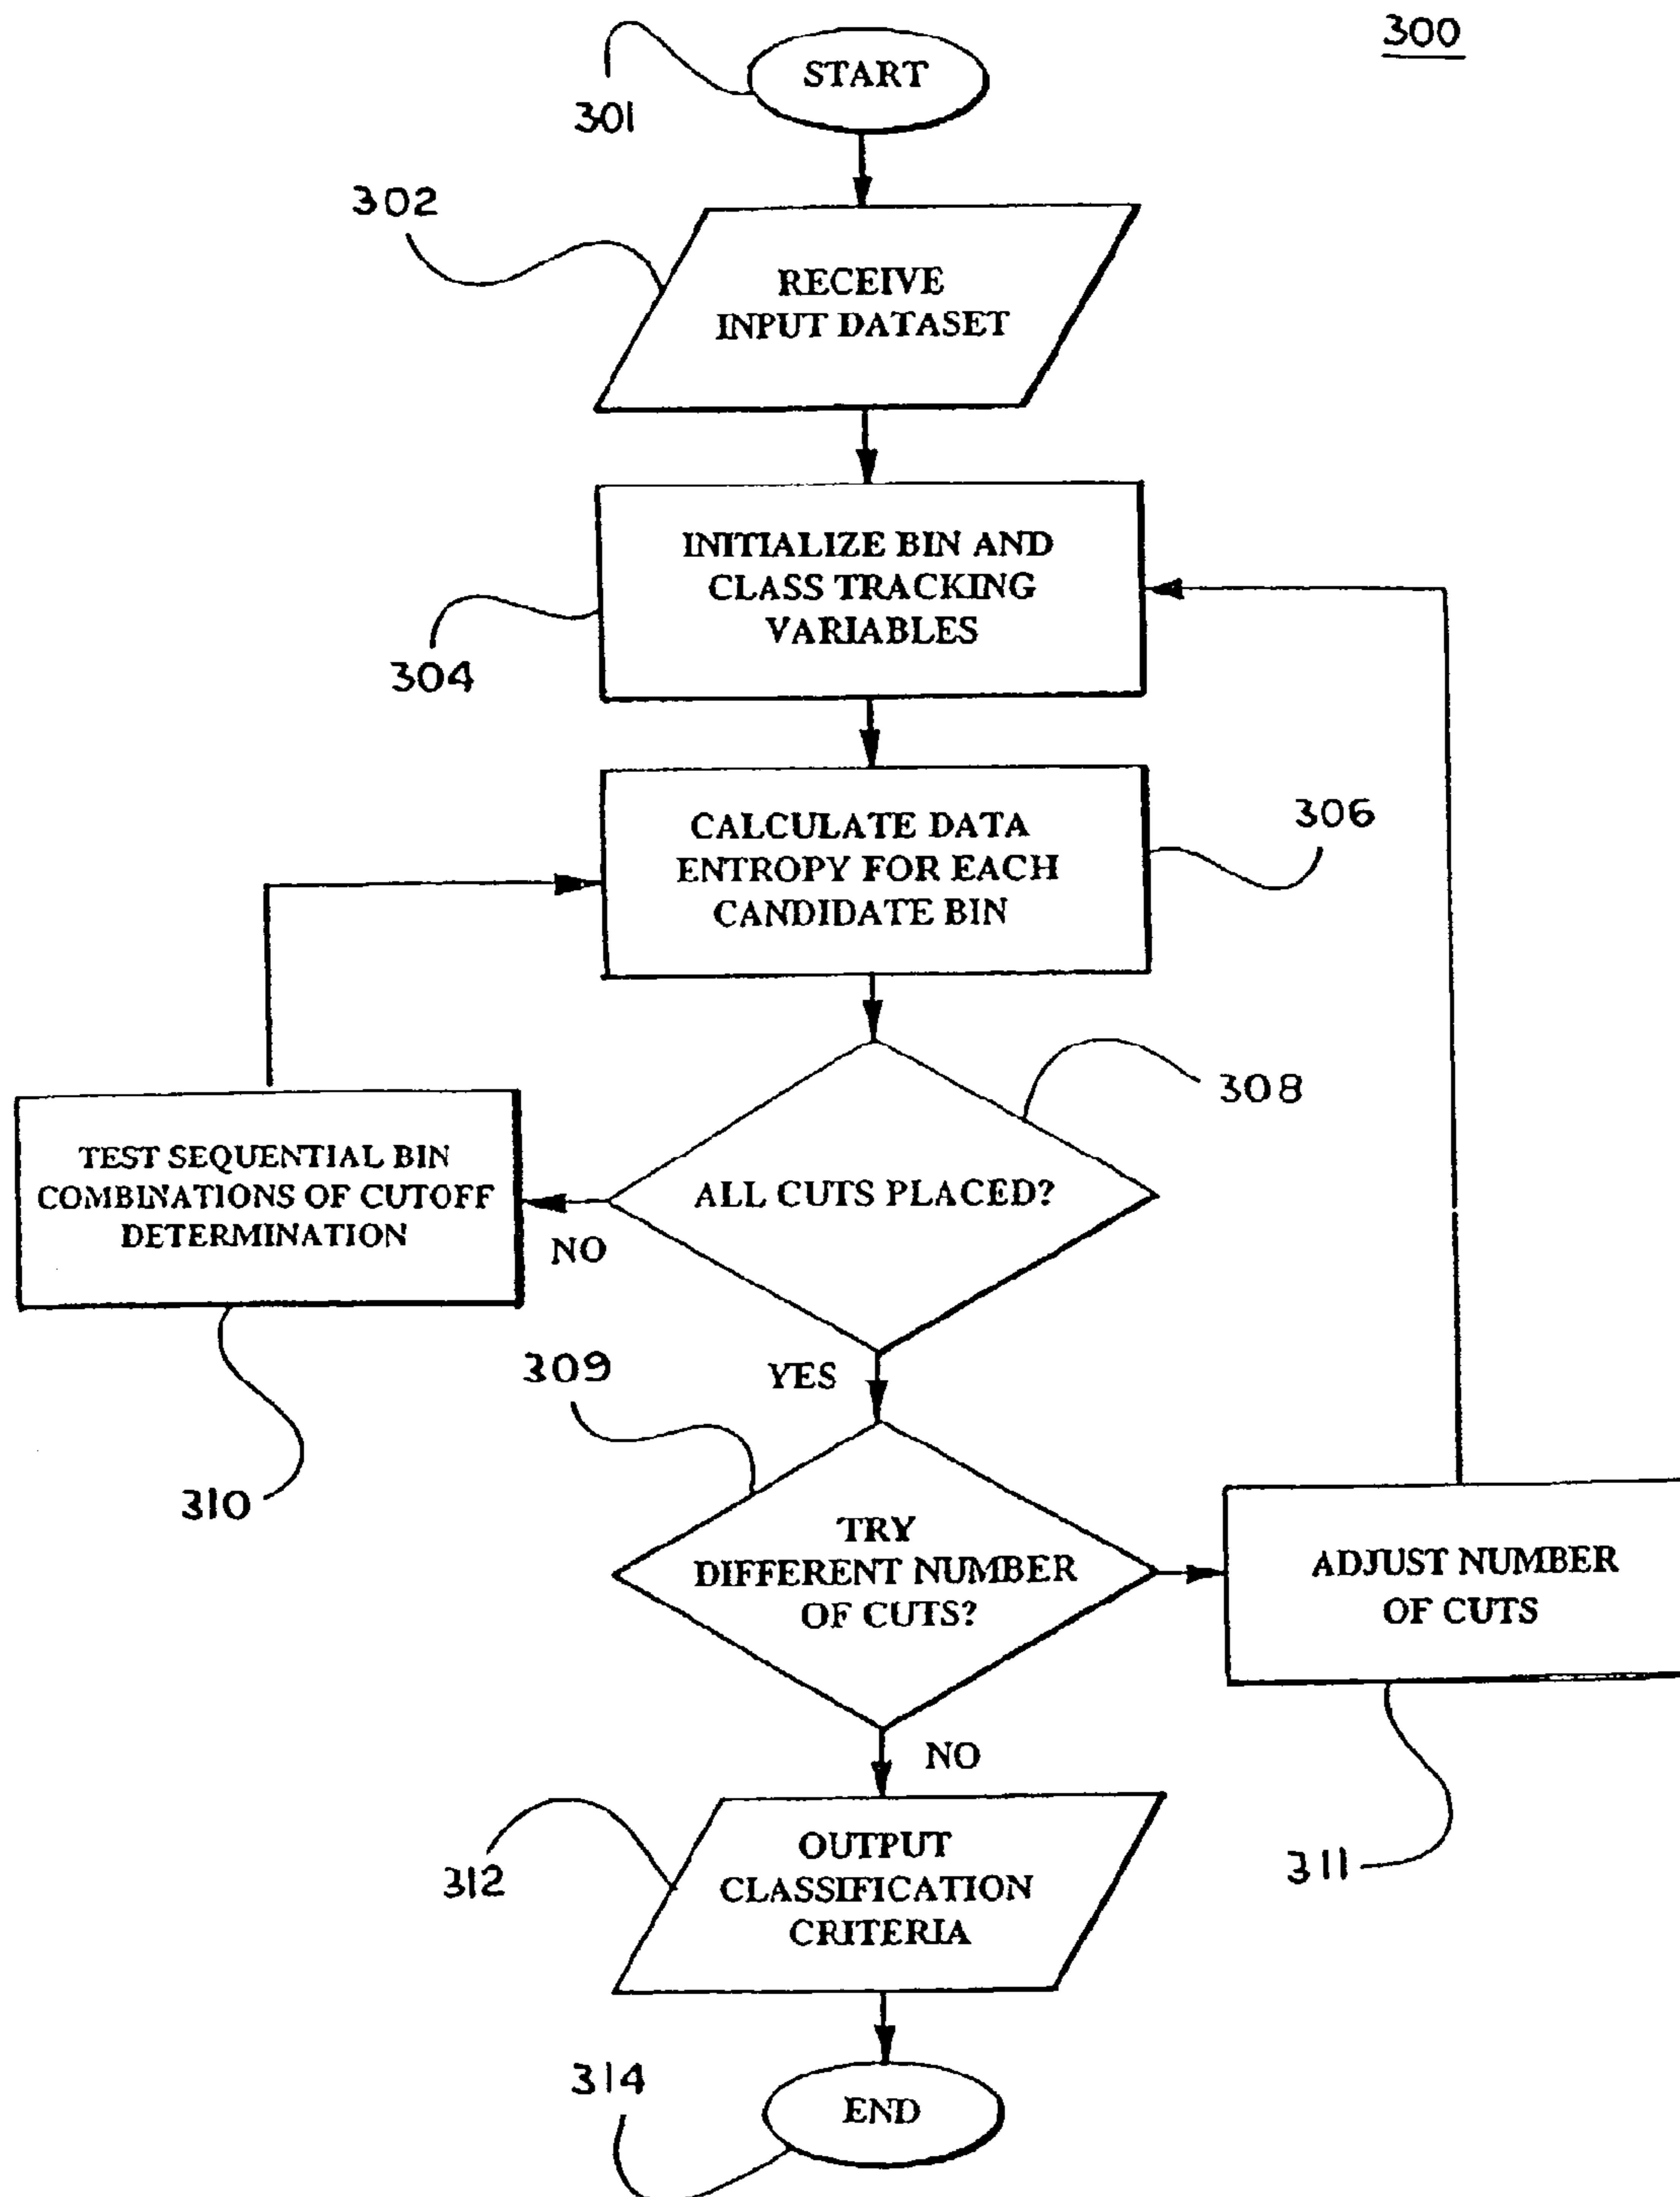 300
START
301
302
RECEIVE
INPUT DATASET
INITIALIZE BIN AND
CLASS TRACKING
VARIABLES
304
CALCULATE DATA
ENTROPY FOR EACH
CANDIDATE BIN
306
308
ALL CUTS PLACED?
TEST SEQUENTIAL BIN
COMBINATIONS OF CUTOFF
DETERMINATION
NO
310
YES
309
TRY
DIFFERENT NUMBER
OF CUTS?
ADJUST NUMBER
OF CUTS
311
NO
OUTPUT
CLASSIFICATION
CRITERIA
312
314
END